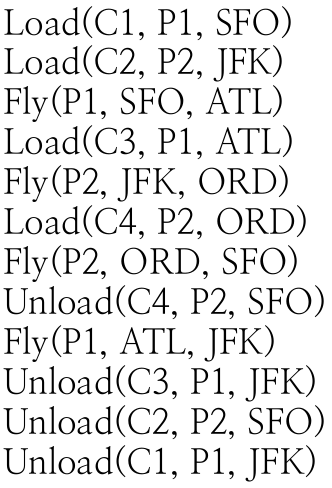 Load(C1, P1, SFO)
Load(C2, P2, JFK)
Fly(P1, SFO, ATL)
Load(C3, P1, ATL)
Fly(P2, JFK, ORD)
Load(C4, P2, ORD)
Fly(P2, ORD, SFO)
Unload(C4, P2, SFO)
Fly(P1, ATL, JFK)
Unload(C3, P1, JFK)
Unload(C2, P2, SFO)
Unload(C1, P1, JFK)